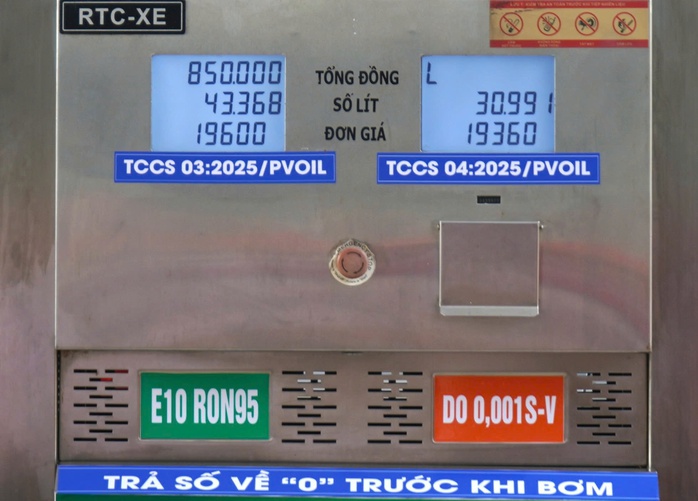 RTC-XE
850.000
TỔNG ĐỒNG
L
43.368
SỐ LÍT
30.991
19600
ĐƠN GIÁ
19360
TCCS 03:2025/PVOIL
TCCS 04:2025/PVOIL
E10 RON95
DO 0,001S-V
TRẢ SỐ VỀ "0" TRƯỚC KHI BƠM